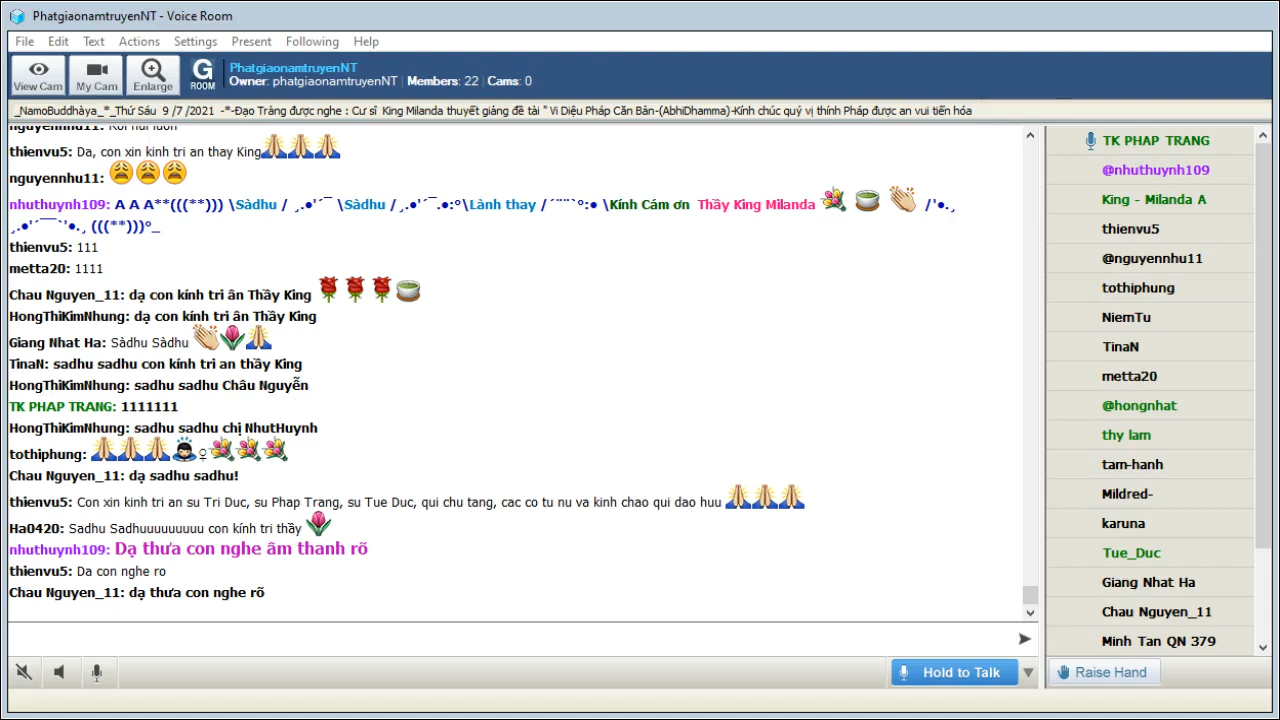 PhatgiaonamtruyenNT - Voice Room
File Edit Text Actions Settings Present Following Help
View Cam My Cam Enlarge G ROOM
PhatgiaonamtruyenNT
Owner: phatgiaonamtruyenNT Members: 22 Cams: 0
_NamoBuddhàya_*_Thứ Sáu 9 /7 /2021 -*-Đạo Tràng được nghe : Cư sĩ King Milanda thuyết giảng đề tài " Vi Diệu Pháp Căn Bản-(AbhiDhamma)-Kính chúc quý vị thính Pháp được an vui tiến hóa
thienvu5: Da, con xin kinh tri an thay King🙏🙏🙏
nguyennhu11: 😩😩😩
nhuthuynh109: A A A**(((**))) \Sàdhu / ¸.●'´¯ \Sàdhu /¸.●'´¯.●:°\Lành thay /´¨¨`°:● \Kính Cám ơn Thầy King Milanda 💐 🍵 👏 /'●.¸
¸.●'´¯¯`'●.¸ (((**)))°_
thienvu5: 111
metta20: 1111
Chau Nguyen_11: dạ con kính tri ân Thầy King 🌹🌹🌹🍵
HongThiKimNhung: dạ con kính tri ân Thầy King
Giang Nhat Ha: Sàdhu Sàdhu 👏🌷🙏
TinaN: sadhu sadhu con kính tri an thầy King
HongThiKimNhung: sadhu sadhu Châu Nguyễn
TK PHAP TRANG: 1111111
HongThiKimNhung: sadhu sadhu chị NhutHuynh
tothiphung: 🙏🙏🙏🙇♀💐💐💐
Chau Nguyen_11: dạ sadhu sadhu!
thienvu5: Con xin kinh tri an su Tri Duc, su Phap Trang, su Tue Duc, qui chu tang, cac co tu nu va kinh chao qui dao huu 🙏🙏🙏
Ha0420: Sadhu Sadhuuuuuuuuu con kính tri thầy 🌷
nhuthuynh109: Dạ thưa con nghe âm thanh rõ
thienvu5: Da con nghe ro
Chau Nguyen_11: dạ thưa con nghe rõ
Hold to Talk
TK PHAP TRANG
@nhuthuynh109
King - Milanda A
thienvu5
@nguyennhu11
tothiphung
NiemTu
TinaN
metta20
@hongnhat
thy lam
tam-hanh
Mildred-
karuna
Tue_Duc
Giang Nhat Ha
Chau Nguyen_11
Minh Tan QN 379
Raise Hand